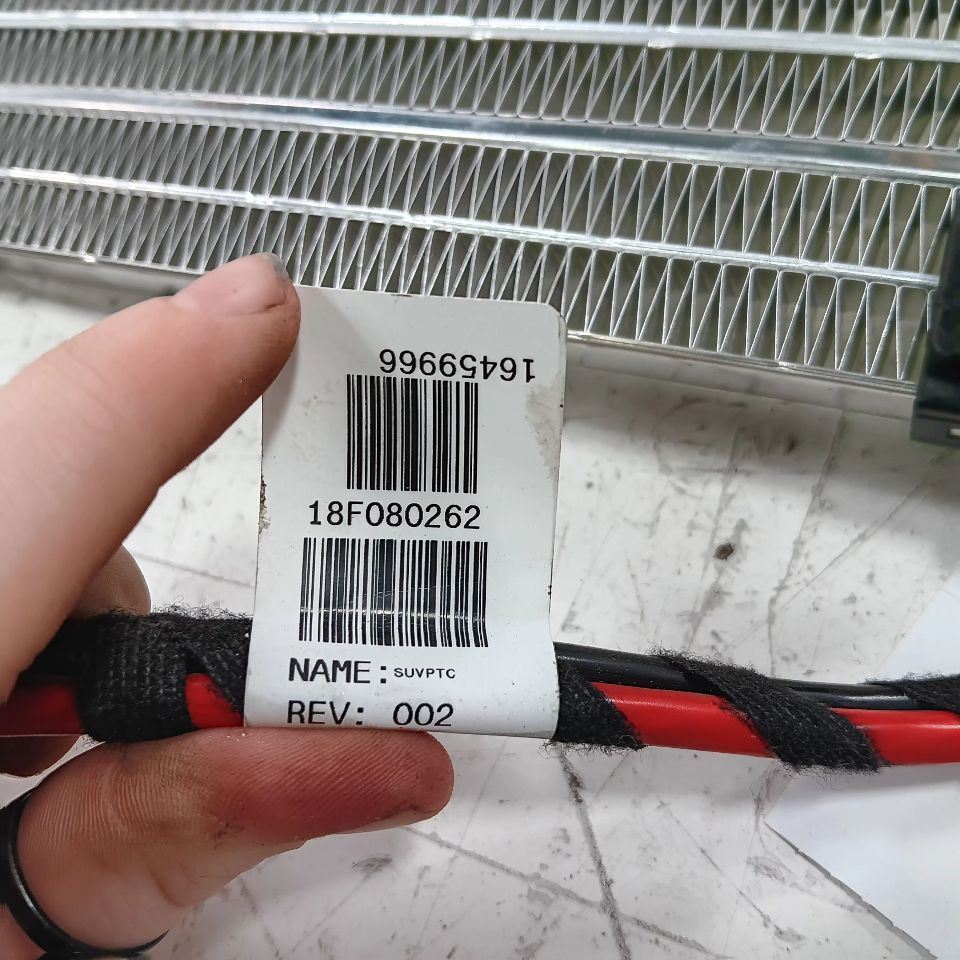 16459966
18F080262
NAME: SUVPTC
REV: 002